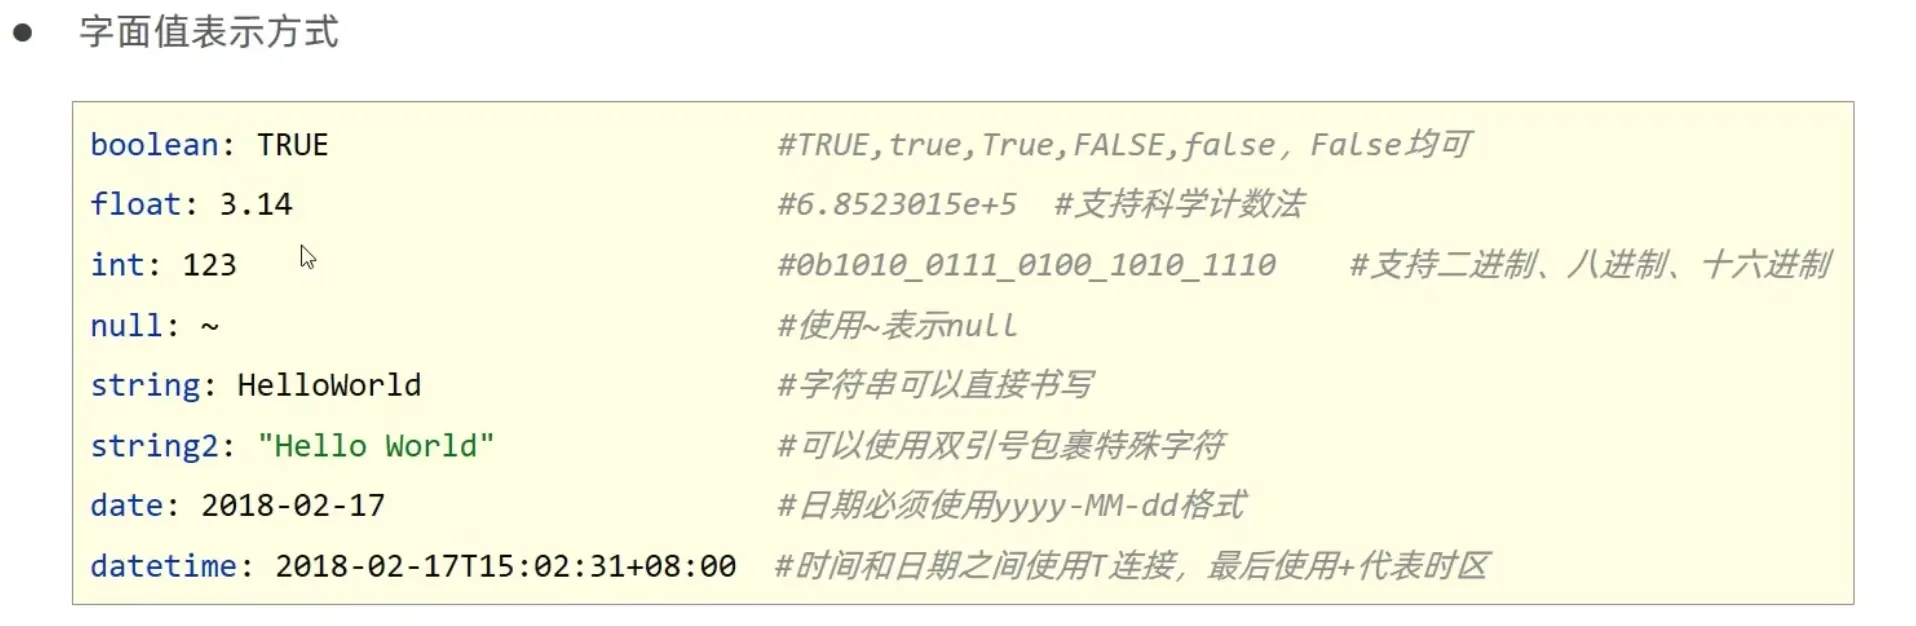 字面值表示方式
boolean: TRUE #TRUE,true,True,FALSE,false，False均可
float: 3.14 #6.8523015e+5 #支持科学计数法
int: 123 #0b1010_0111_0100_1010_1110 #支持二进制、八进制、十六进制
null: ~ #使用~表示null
string: HelloWorld #字符串可以直接书写
string2: "Hello World" #可以使用双引号包裹特殊字符
date: 2018-02-17 #日期必须使用yyyy-MM-dd格式
datetime: 2018-02-17T15:02:31+08:00 #时间和日期之间使用T连接，最后使用+代表时区